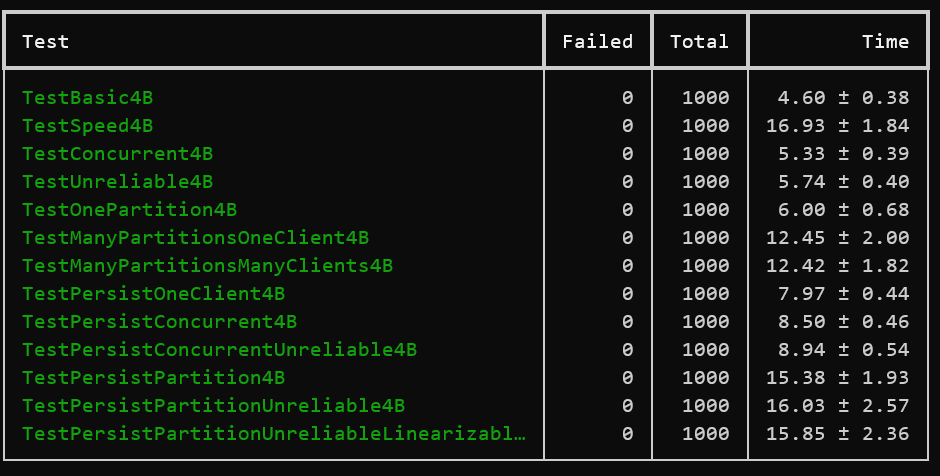 Test Failed Total Time
TestBasic4B 0 1000 4.60 ± 0.38
TestSpeed4B 0 1000 16.93 ± 1.84
TestConcurrent4B 0 1000 5.33 ± 0.39
TestUnreliable4B 0 1000 5.74 ± 0.40
TestOnePartition4B 0 1000 6.00 ± 0.68
TestManyPartitionsOneClient4B 0 1000 12.45 ± 2.00
TestManyPartitionsManyClients4B 0 1000 12.42 ± 1.82
TestPersistOneClient4B 0 1000 7.97 ± 0.44
TestPersistConcurrent4B 0 1000 8.50 ± 0.46
TestPersistConcurrentUnreliable4B 0 1000 8.94 ± 0.54
TestPersistPartition4B 0 1000 15.38 ± 1.93
TestPersistPartitionUnreliable4B 0 1000 16.03 ± 2.57
TestPersistPartitionUnreliableLinearizabl… 0 1000 15.85 ± 2.36